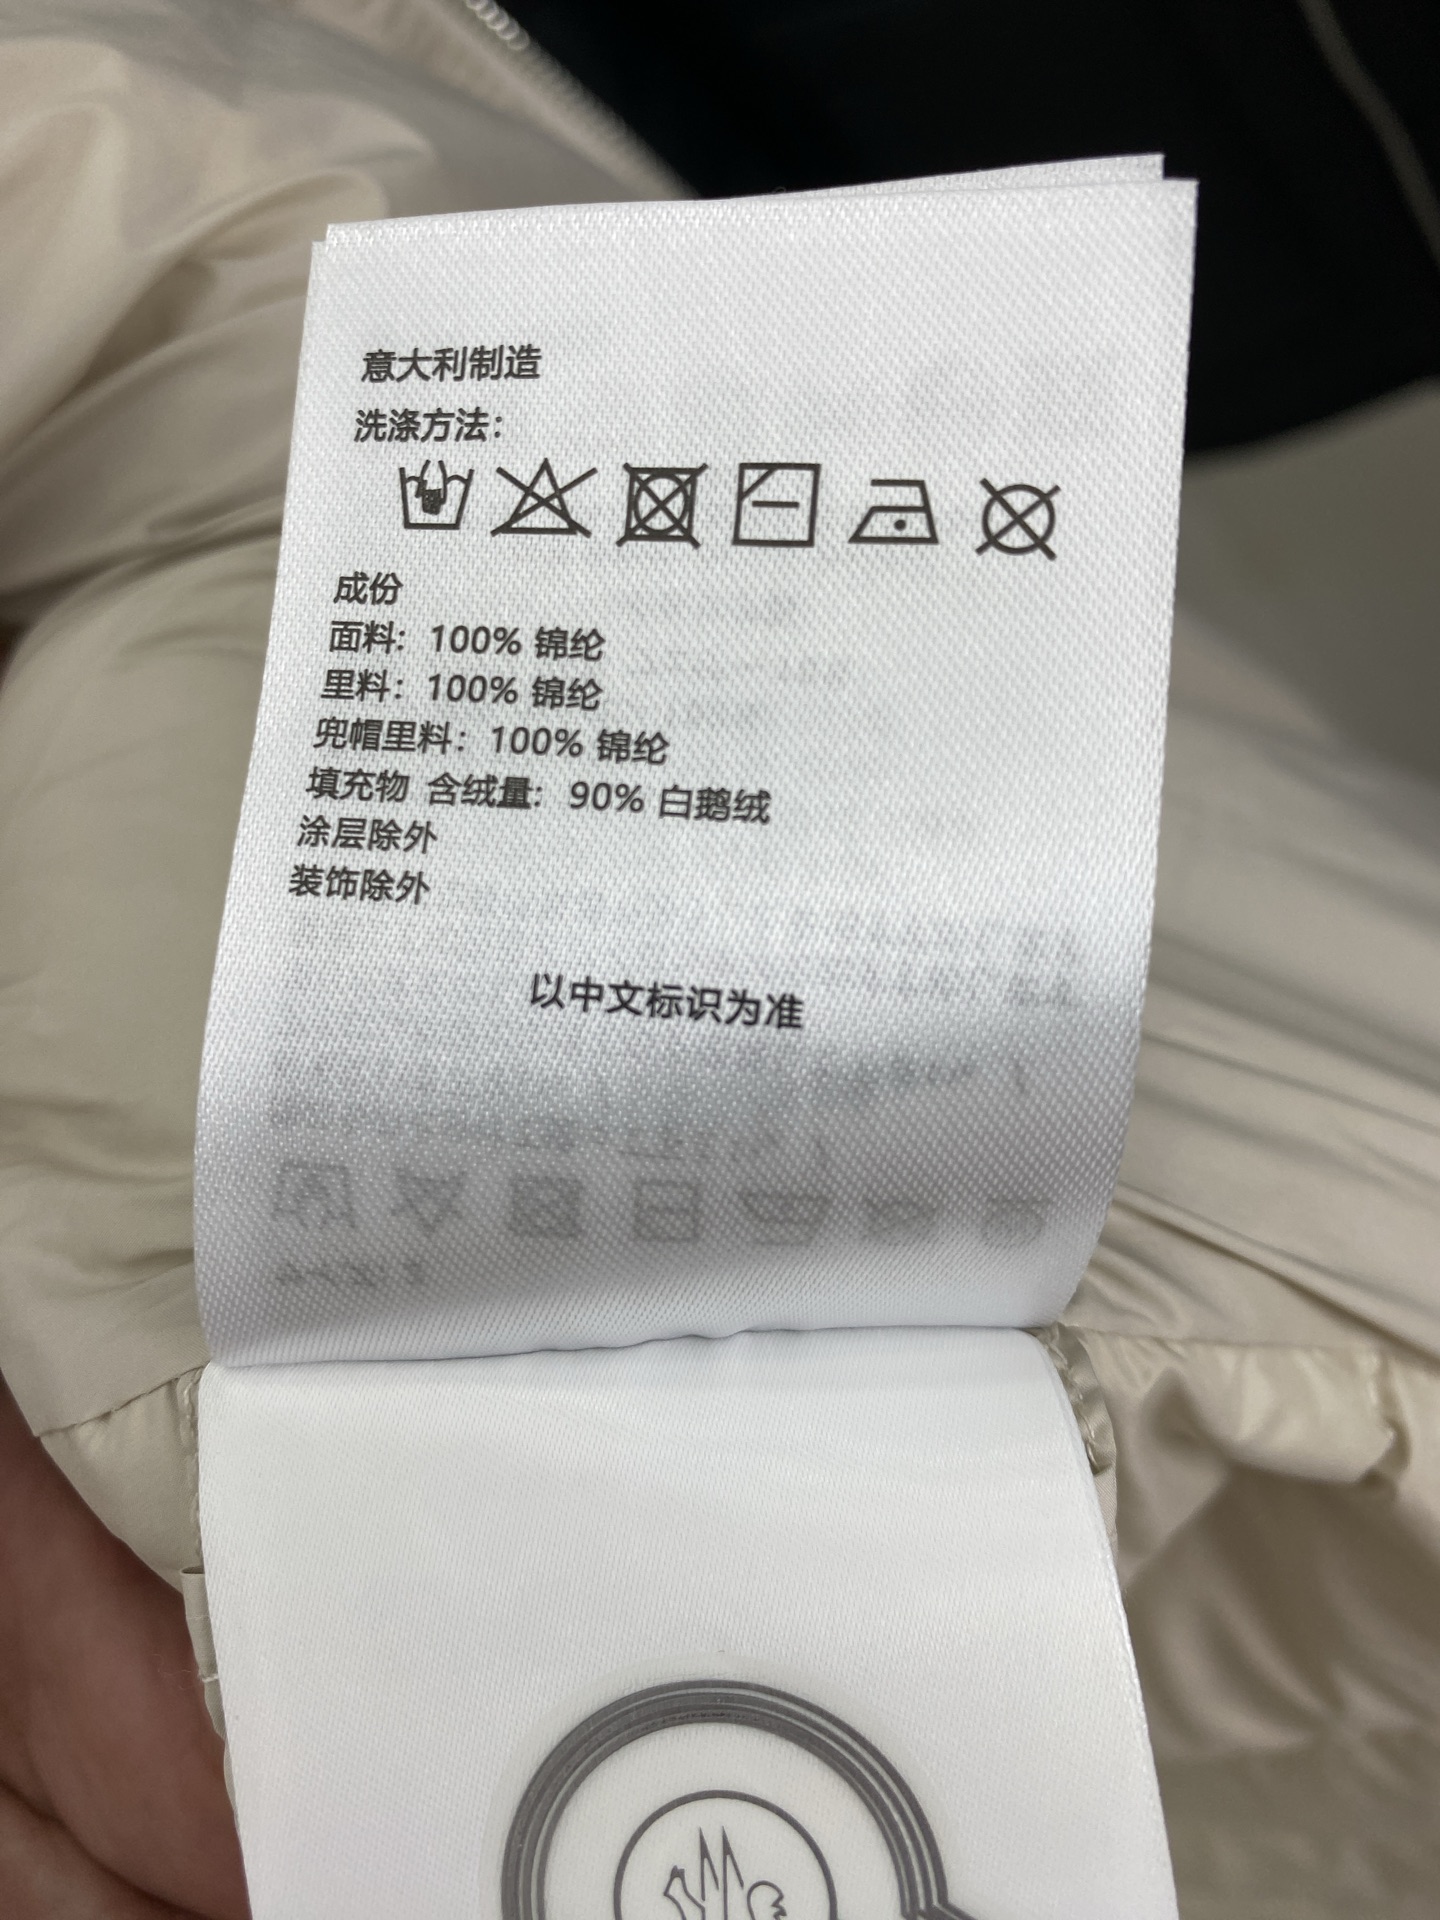 意大利制造
洗涤方法：
成份
面料：100% 锦纶
里料：100% 锦纶
兜帽里料：100% 锦纶
填充物 含绒量：90% 白鹅绒
涂层除外
装饰除外
以中文标识为准